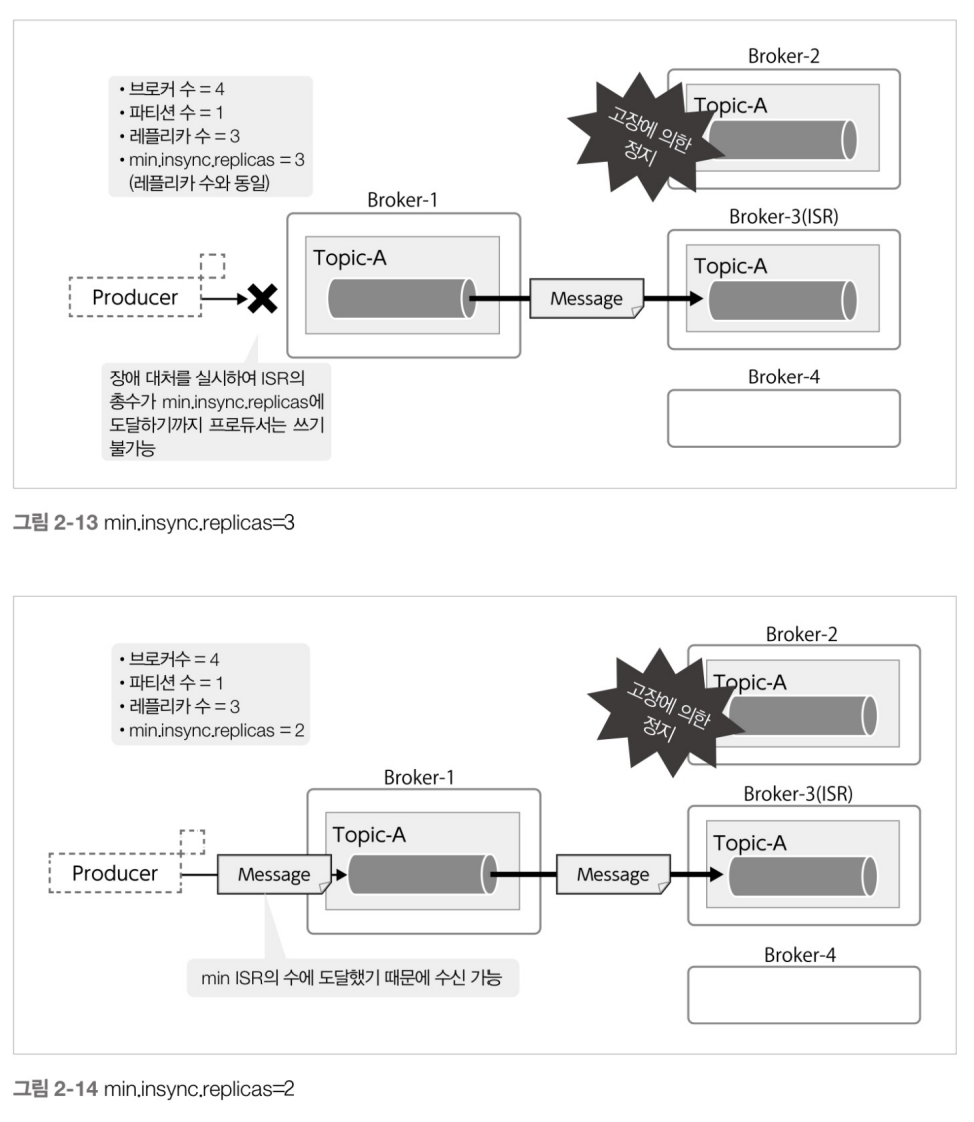 • 브로커 수 = 4
• 파티션 수 = 1
• 레플리카 수 = 3
• min.insync.replicas = 3
(레플리카 수와 동일)
Broker-2
Topic-A
고장에 의한
정지
Broker-1
Topic-A
Broker-3(ISR)
Topic-A
Producer
Message
Broker-4
장애 대처를 실시하여 ISR의
총수가 min.insync.replicas에
도달하기까지 프로듀서는 쓰기
불가능
그림 2-13 min.insync.replicas=3
• 브로커수 = 4
• 파티션 수 = 1
• 레플리카 수 = 3
• min.insync.replicas = 2
Broker-2
Topic-A
고장에 의한
정지
Broker-1
Topic-A
Broker-3(ISR)
Topic-A
Producer
Message
Message
Broker-4
min ISR의 수에 도달했기 때문에 수신 가능
그림 2-14 min.insync.replicas=2